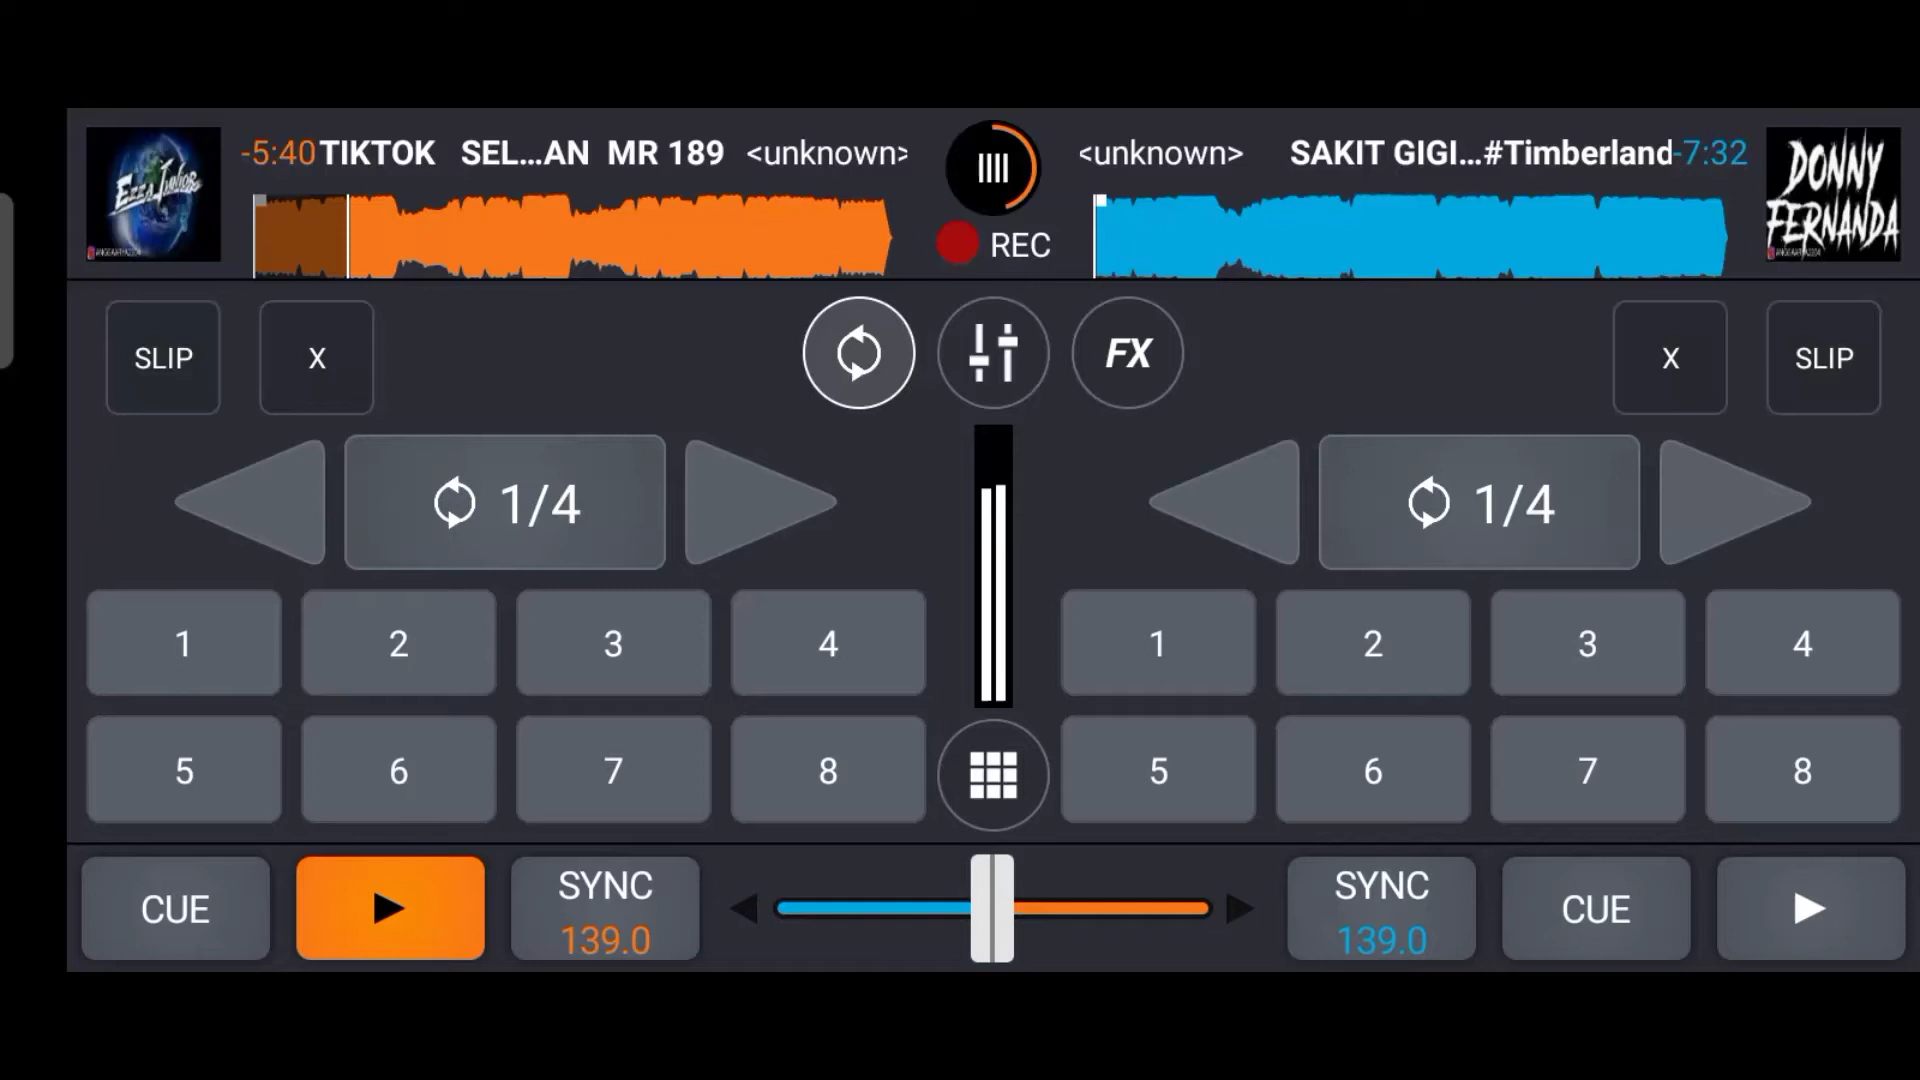 -5:40 TIKTOK SEL...AN MR 189 <unknown>
<unknown> SAKIT GIGI...#Timberland -7:32
EZZA JUNIOR
DONNY
FERNANDA
REC
SLIP X FX X SLIP
1/4 1/4
1 2 3 4 1 2 3 4
5 6 7 8 5 6 7 8
CUE SYNC SYNC CUE
139.0 139.0